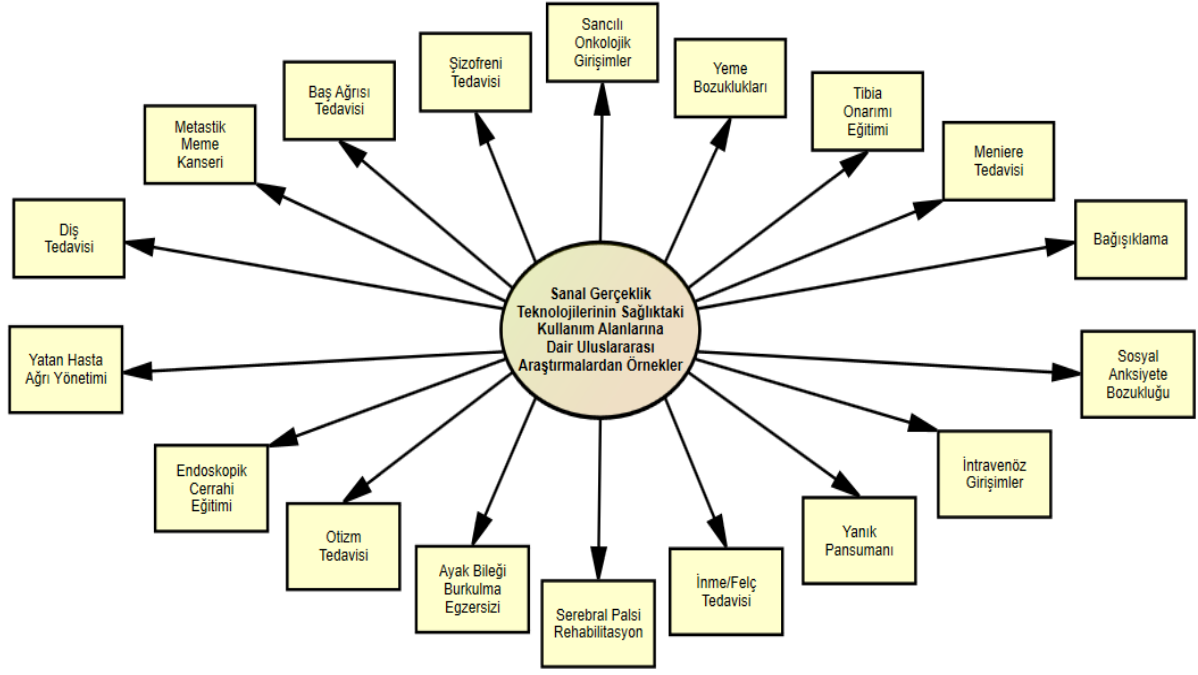 Sancılı
Onkolojik
Girişimler
Şizofreni
Tedavisi
Yeme
Bozuklukları
Baş Ağrısı
Tedavisi
Tibia
Onarımı
Eğitimi
Metastik
Meme
Kanseri
Meniere
Tedavisi
Diş
Tedavisi
Bağışıklama
Sanal Gerçeklik
Teknolojilerinin Sağlıktaki
Kullanım Alanlarına
Dair Uluslararası
Araştırmalardan Örnekler
Yatan Hasta
Ağrı Yönetimi
Sosyal
Anksiyete
Bozukluğu
Endoskopik
Cerrahi
Eğitimi
İntravenöz
Girişimler
Otizm
Tedavisi
Yanık
Pansumanı
Ayak Bileği
Burkulma
Egzersizi
İnme/Felç
Tedavisi
Serebral Palsi
Rehabilitasyon